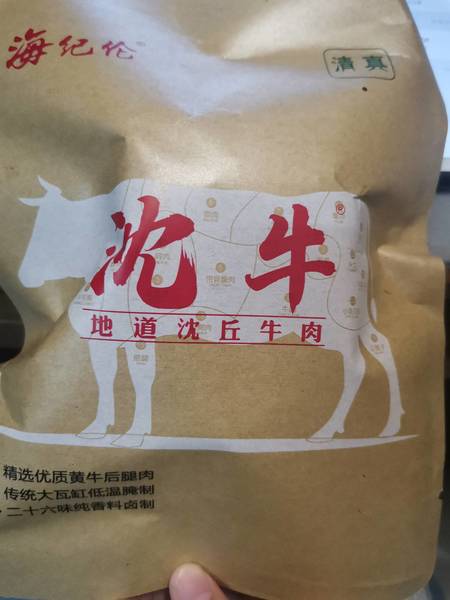 海纪伦
清真
沈牛
地道沈丘牛肉
精选优质黄牛后腿肉
传统大瓦缸低温腌制
二十六味纯香料卤制